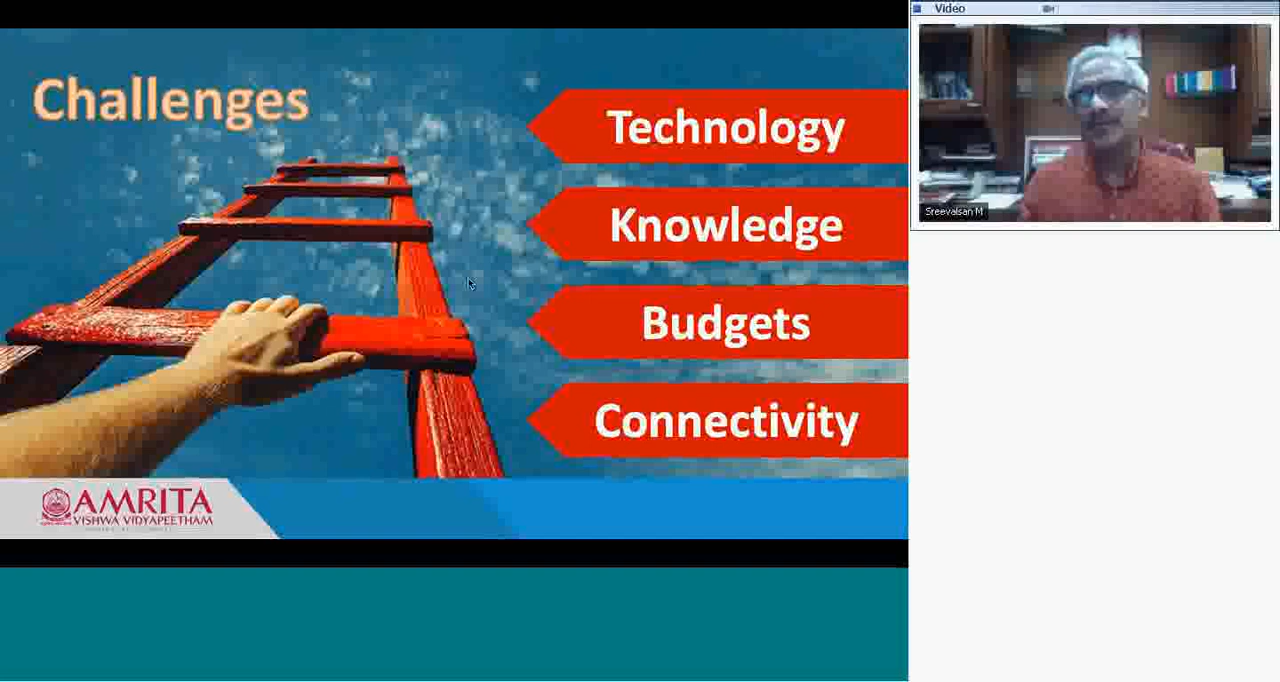 Challenges
Technology
Knowledge
Budgets
Connectivity
AMRITA
VISHWA VIDYAPEETHAM
Video
Sreevalsan M